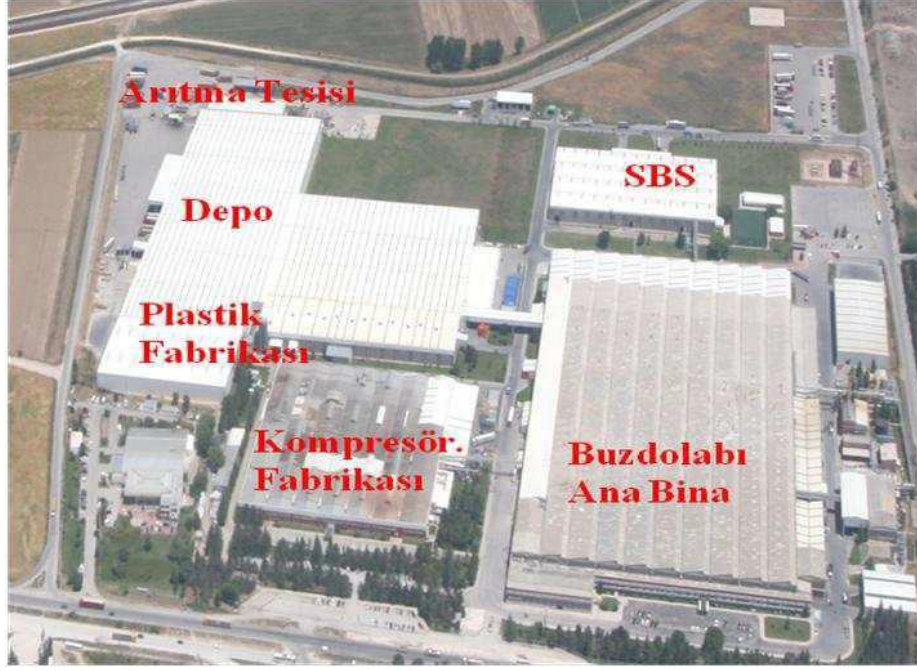 Arıtma Tesisi
SBS
Depo
Plastik
Fabrikası
Kompresör.
Fabrikası
Buzdolabı
Ana Bina